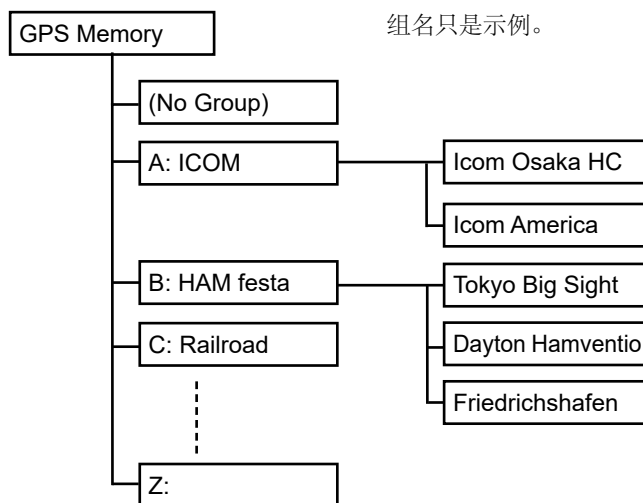 GPS Memory
组名只是示例。
(No Group)
A: ICOM
Icom Osaka HC
Icom America
B: HAM festa
Tokyo Big Sight
C: Railroad
Dayton Hamventio
Friedrichshafen
Z: